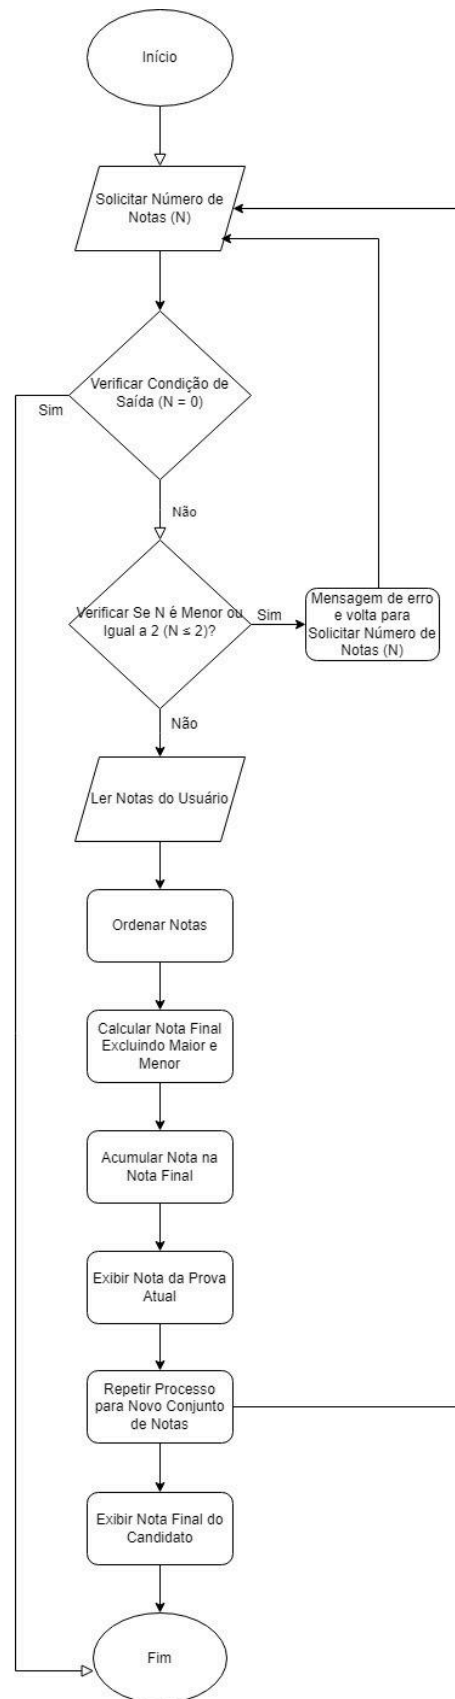 Início
Solicitar Número de
Notas (N)
Verificar Condição de
Saída (N = 0)
Sim
Não
Verificar Se N é Menor ou
Igual a 2 (N ≤ 2)?
Sim
Mensagem de erro
e volta para
Solicitar Número de
Notas (N)
Não
Ler Notas do Usuário
Ordenar Notas
Calcular Nota Final
Excluindo Maior e
Menor
Acumular Nota na
Nota Final
Exibir Nota da Prova
Atual
Repetir Processo
para Novo Conjunto
de Notas
Exibir Nota Final do
Candidato
Fim